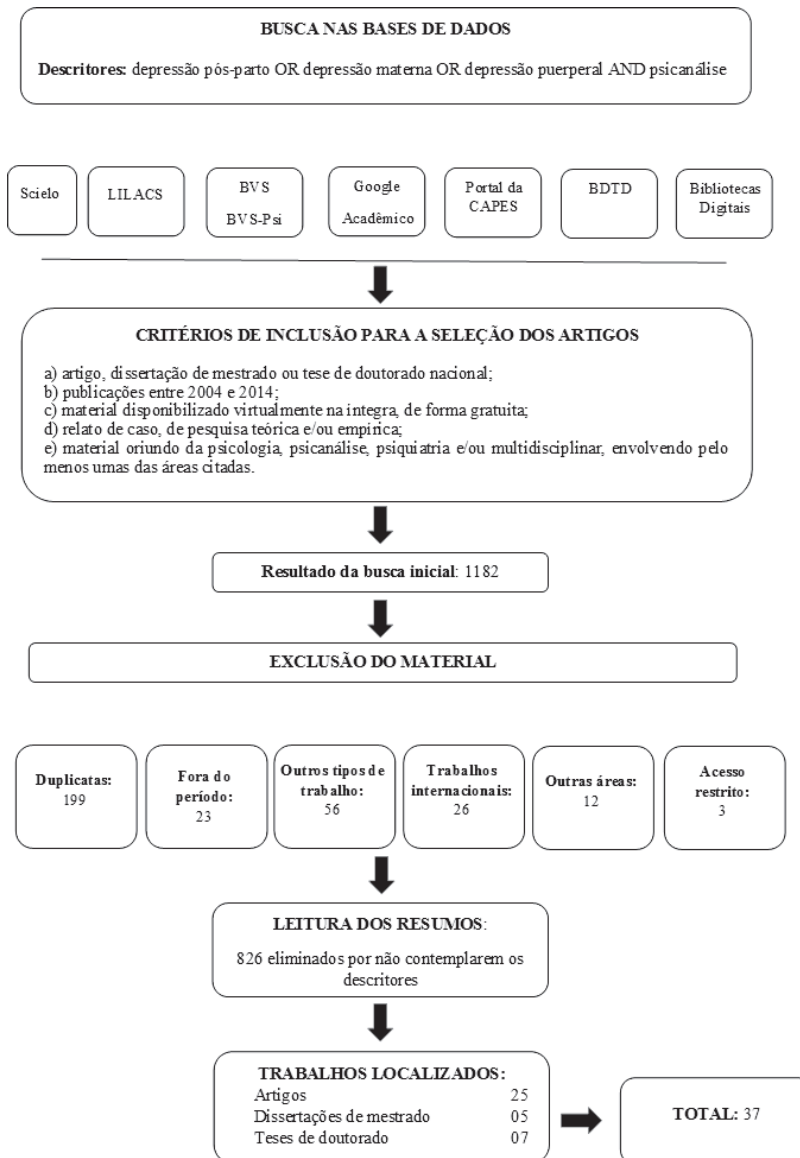 BUSCA NAS BASES DE DADOS
Descritores: depressão pós-parto OR depressão materna OR depressão puerperal AND psicanálise
Scielo
LILACS
BVS
BVS-Psi
Google
Acadêmico
Portal da
CAPES
BDTD
Bibliotecas
Digitais
CRITÉRIOS DE INCLUSÃO PARA A SELEÇÃO DOS ARTIGOS
a) artigo, dissertação de mestrado ou tese de doutorado nacional;
b) publicações entre 2004 e 2014;
c) material disponibilizado virtualmente na integra, de forma gratuita;
d) relato de caso, de pesquisa teórica e/ou empírica;
e) material oriundo da psicologia, psicanálise, psiquiatria e/ou multidisciplinar, envolvendo pelo
menos umas das áreas citadas.
Resultado da busca inicial: 1182
EXCLUSÃO DO MATERIAL
Duplicatas:
199
Fora do
período:
23
Outros tipos de
trabalho:
56
Trabalhos
internacionais:
26
Outras áreas:
12
Acesso
restrito:
3
LEITURA DOS RESUMOS:
826 eliminados por não contemplarem os
descritores
TRABALHOS LOCALIZADOS:
Artigos 25
Dissertações de mestrado 05
Teses de doutorado 07
TOTAL: 37